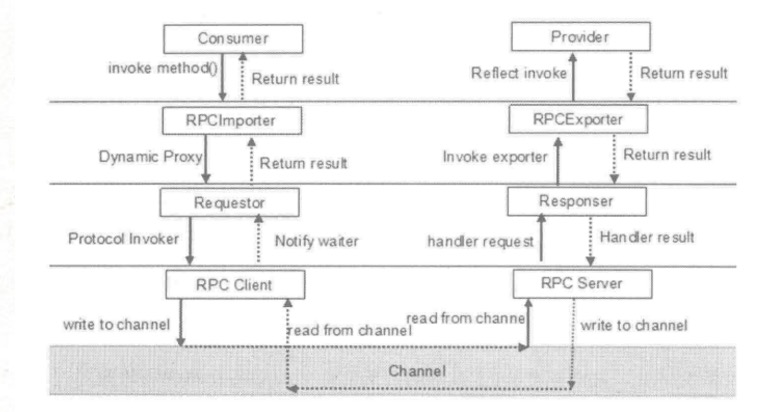 Consumer
Provider
invoke method()
Return result
Reflect invoke
Return result
RPCImporter
RPCExporter
Dynamic Proxy
Return result
Invoke exporter
Return result
Requestor
Responser
Protocol Invoker
Notify waiter
handler request
Handler result
RPC Client
RPC Server
write to channel
read from channel
read from channe
write to channel
Channel